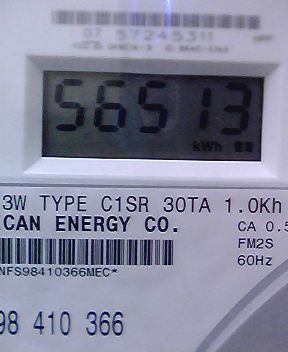 07 57245311
56513
kWh
3W TYPE C1SR 30TA 1.0Kh
CAN ENERGY CO.
CA 0.5
FM2S
NFS98410366MEC*
60Hz
98 410 366